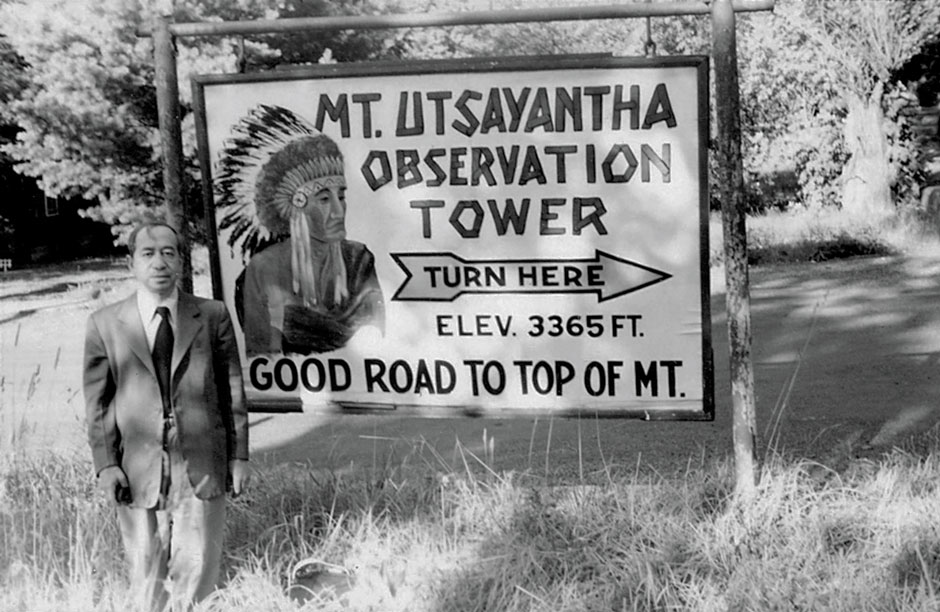 MT. UTSAYANTHA
OBSERVATION
TOWER
TURN HERE
ELEV. 3365 FT.
GOOD ROAD TO TOP OF MT.